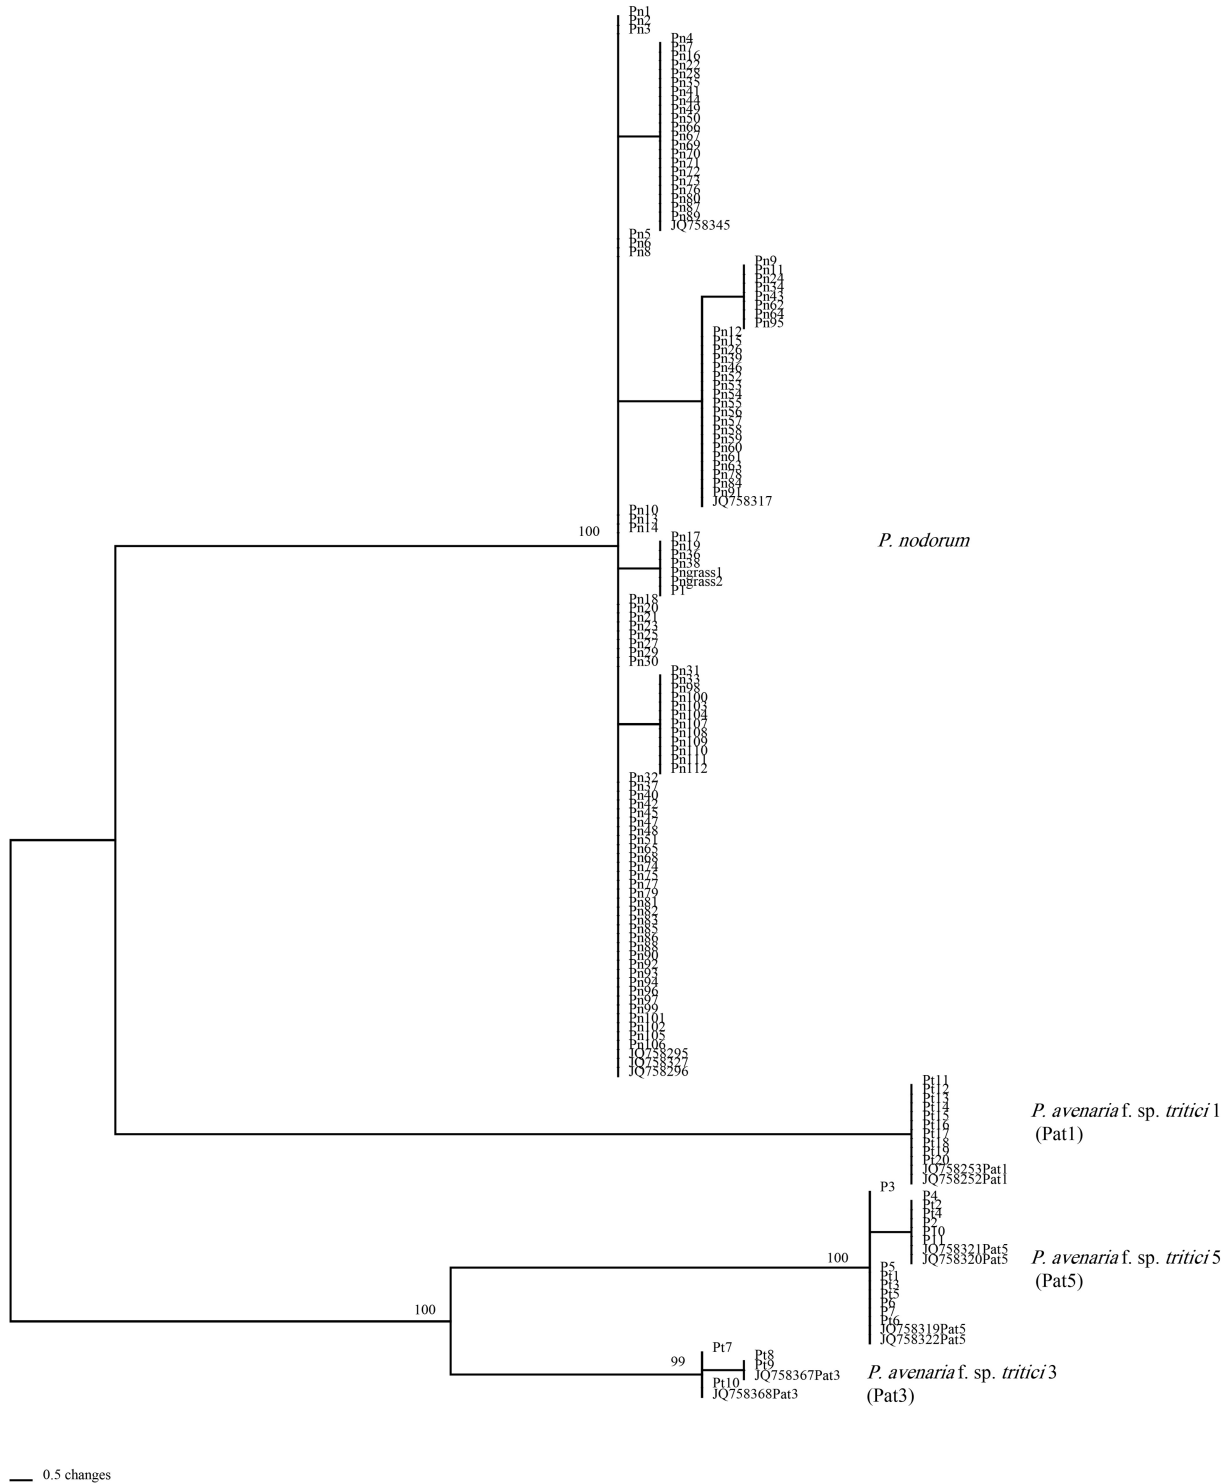 Pn1
Pn2
Pn3
Pn4
Pn7
Pn16
Pn22
Pn28
Pn35
Pn41
Pn44
Pn49
Pn50
Pn66
Pn67
Pn69
Pn70
Pn71
Pn72
Pn73
Pn76
Pn80
Pn87
Pn89
JQ758345
Pn5
Pn6
Pn8
Pn9
Pn11
Pn24
Pn34
Pn43
Pn62
Pn64
Pn95
Pn12
Pn15
Pn26
Pn39
Pn46
Pn52
Pn53
Pn54
Pn55
Pn56
Pn57
Pn58
Pn59
Pn60
Pn61
Pn63
Pn78
Pn84
Pn91
JQ758317
Pn10
Pn13
Pn14
100
P. nodorum
Pn17
Pn19
Pn36
Pn38
Pngrass1
Pngrass2
P1
Pn18
Pn20
Pn21
Pn23
Pn25
Pn27
Pn29
Pn30
Pn31
Pn33
Pn98
Pn100
Pn103
Pn104
Pn107
Pn108
Pn109
Pn110
Pn111
Pn112
Pn32
Pn37
Pn40
Pn42
Pn45
Pn47
Pn48
Pn51
Pn65
Pn68
Pn74
Pn75
Pn77
Pn79
Pn81
Pn82
Pn83
Pn85
Pn86
Pn88
Pn90
Pn92
Pn93
Pn94
Pn96
Pn97
Pn99
Pn101
Pn102
Pn105
Pn106
JQ758295
JQ758327
JQ758296
Pt11
Pt12
Pt13
Pt14
Pt15
Pt16
Pt17
Pt18
Pt19
Pt20
JQ758253Pat1
JQ758252Pat1
P. avenaria f. sp. tritici 1
(Pat1)
P3
P4
Pt2
Pt4
P2
P10
P11
JQ758321Pat5
JQ758320Pat5
100
P. avenaria f. sp. tritici 5
(Pat5)
P5
Pt1
Pt3
Pt5
P6
P7
Pt6
JQ758319Pat5
JQ758322Pat5
100
Pt7
Pt8
Pt9
JQ758367Pat3
99
Pt10
JQ758368Pat3
P. avenaria f. sp. tritici 3
(Pat3)
0.5 changes